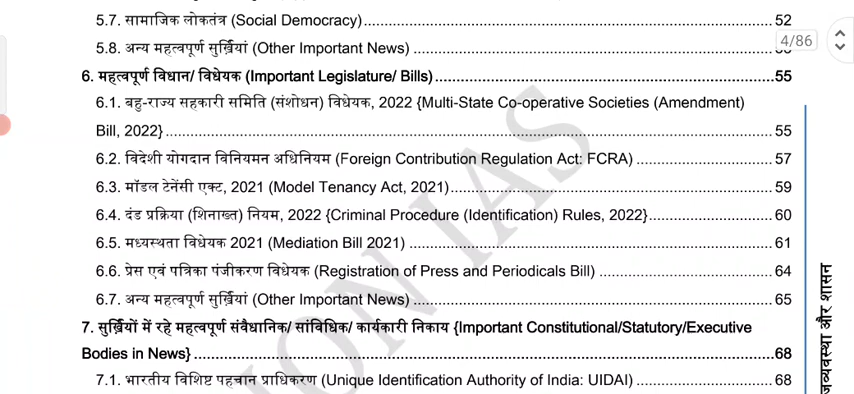 5.7. सामाजिक लोकतंत्र (Social Democracy) ........ 52
5.8. अन्य महत्वपूर्ण सुर्ख़ियां (Other Important News) ........
4/86
6. महत्वपूर्ण विधान/ विधेयक (Important Legislature/ Bills) ........ 55
6.1. बहु-राज्य सहकारी समिति (संशोधन) विधेयक, 2022 {Multi-State Co-operative Societies (Amendment)
Bill, 2022} ........ 55
6.2. विदेशी योगदान विनियमन अधिनियम (Foreign Contribution Regulation Act: FCRA) ........ 57
6.3. मॉडल टेनेंसी एक्ट, 2021 (Model Tenancy Act, 2021) ........ 59
6.4. दंड प्रक्रिया (शिनाख्त) नियम, 2022 {Criminal Procedure (Identification) Rules, 2022} ........ 60
6.5. मध्यस्थता विधेयक 2021 (Mediation Bill 2021) ........ 61
6.6. प्रेस एवं पत्रिका पंजीकरण विधेयक (Registration of Press and Periodicals Bill) ........ 64
6.7. अन्य महत्वपूर्ण सुर्ख़ियां (Other Important News) ........ 65
7. सुर्ख़ियों में रहे महत्वपूर्ण संवैधानिक/ सांविधिक/ कार्यकारी निकाय {Important Constitutional/Statutory/Executive
Bodies in News} ........ 68
7.1. भारतीय विशिष्ट पहचान प्राधिकरण (Unique Identification Authority of India: UIDAI) ........ 68
और शासन
ION IAS